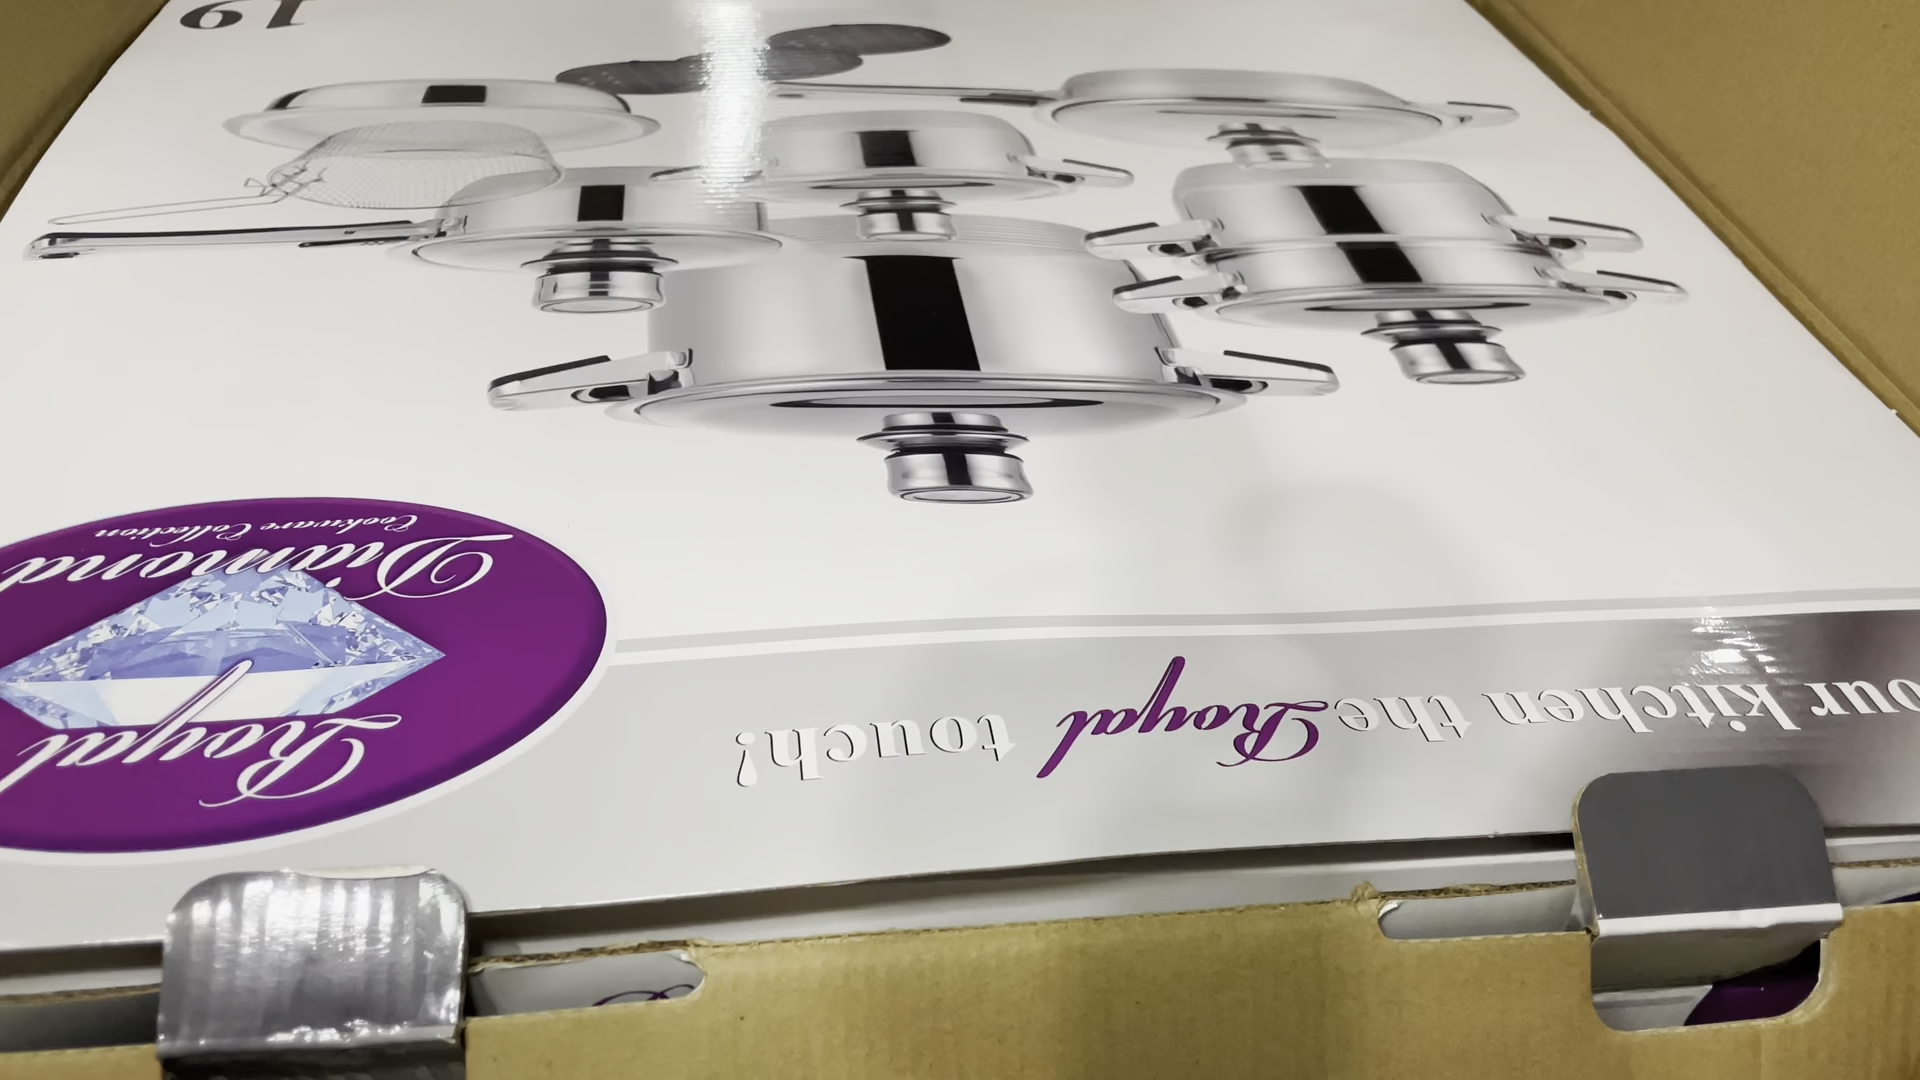 19
Royal
Diamond
Cookware Collection
our kitchen the Royal touch!